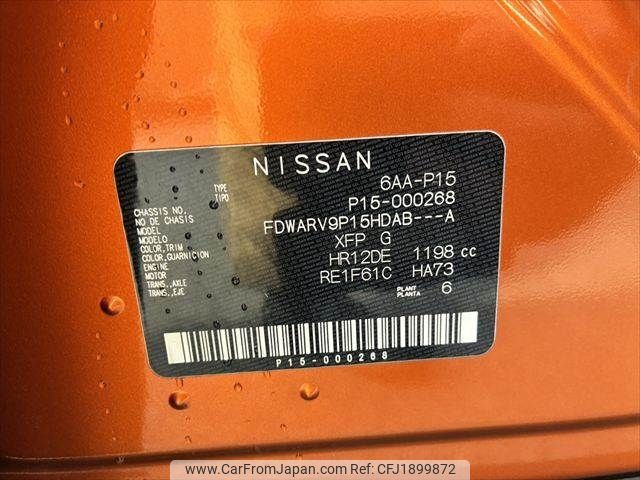 NISSAN
TYPE
TIPO 6AA-P15
CHASSIS NO.
NO DE CHASIS P15-000268
MODEL
MODELO FDWARV9P15HDAB---A
COLOR,TRIM
COLOR,GUARNICION XFP G
ENGINE
MOTOR HR12DE 1198 cc
TRANS.,AXLE
TRANS.,EJE RE1F61C HA73
PLANT
PLANTA 6
P15-000268
www.CarFromJapan.com Ref:CFJ1899872